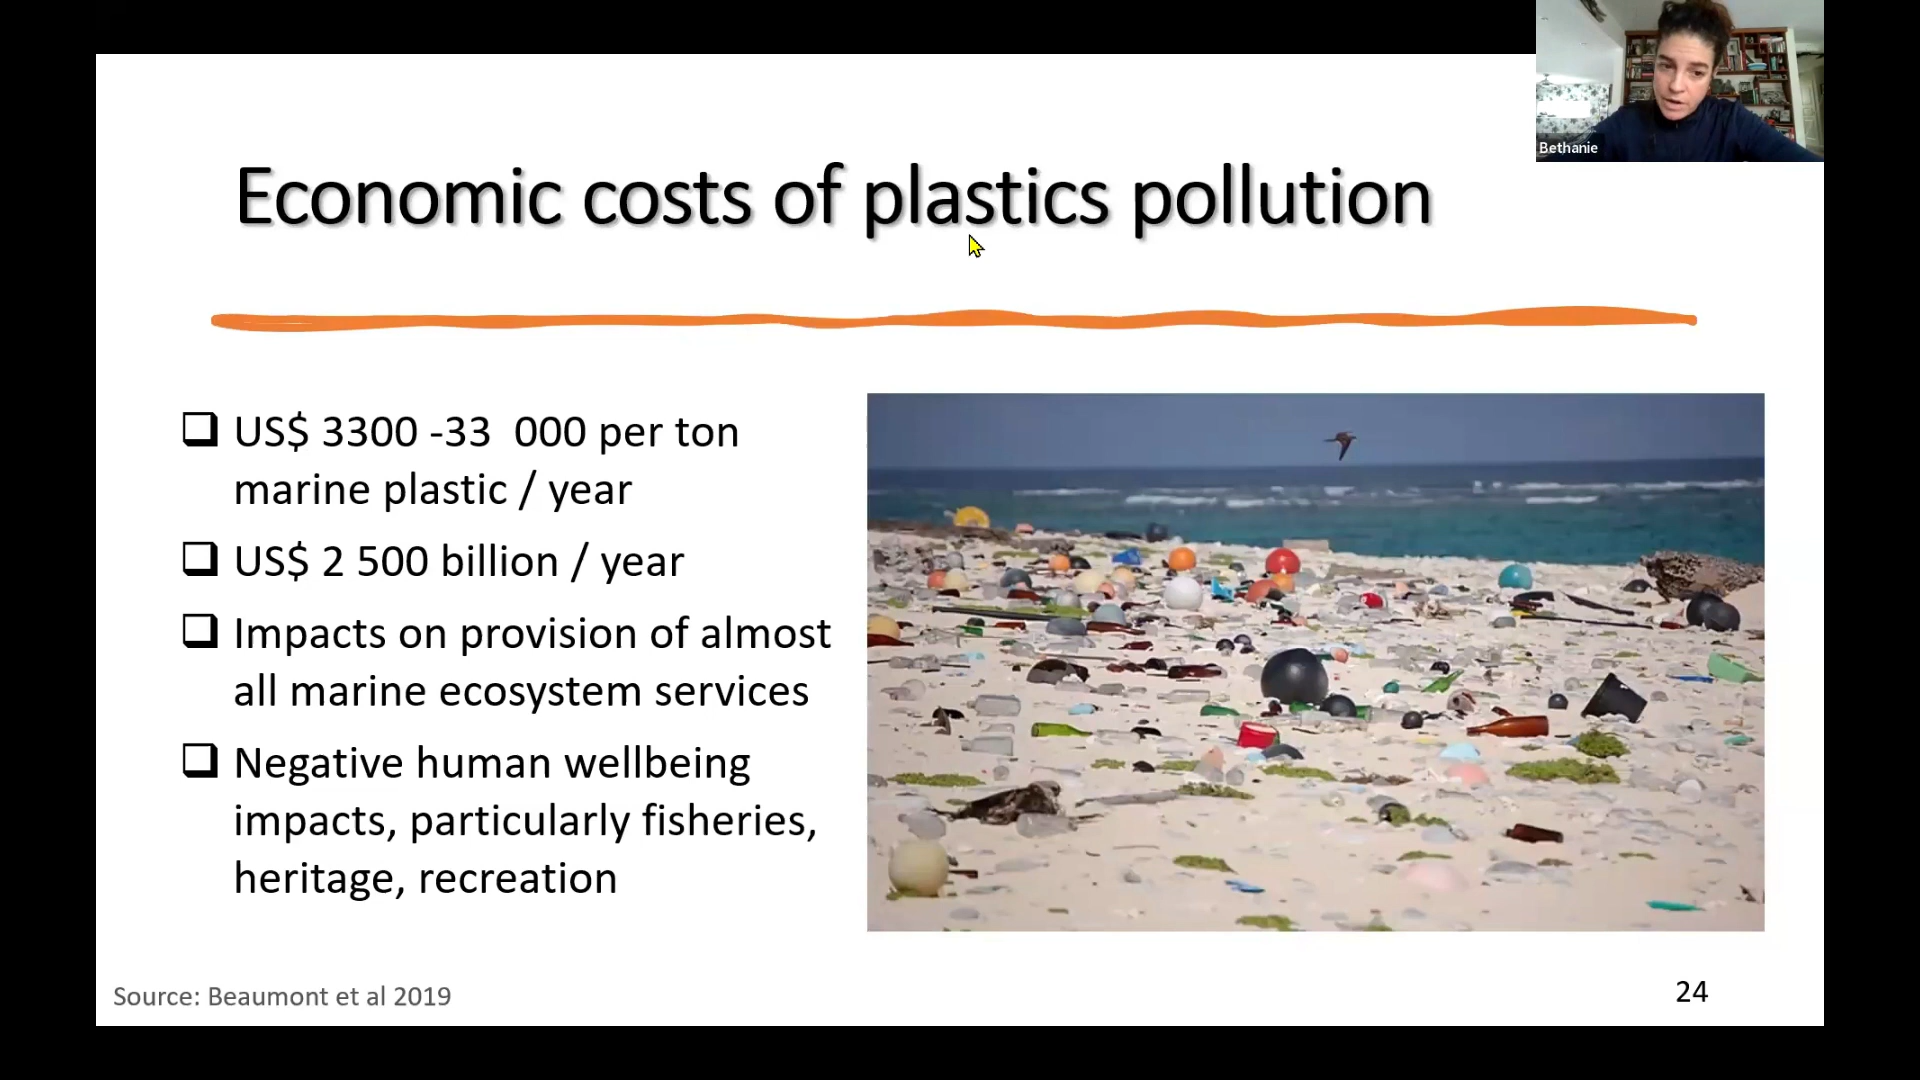 Bethanie
Economic costs of plastics pollution
US$ 3300 -33  000 per ton
marine plastic / year
US$ 2 500 billion / year
Impacts on provision of almost
all marine ecosystem services
Negative human wellbeing
impacts, particularly fisheries,
heritage, recreation
Source: Beaumont et al 2019
24